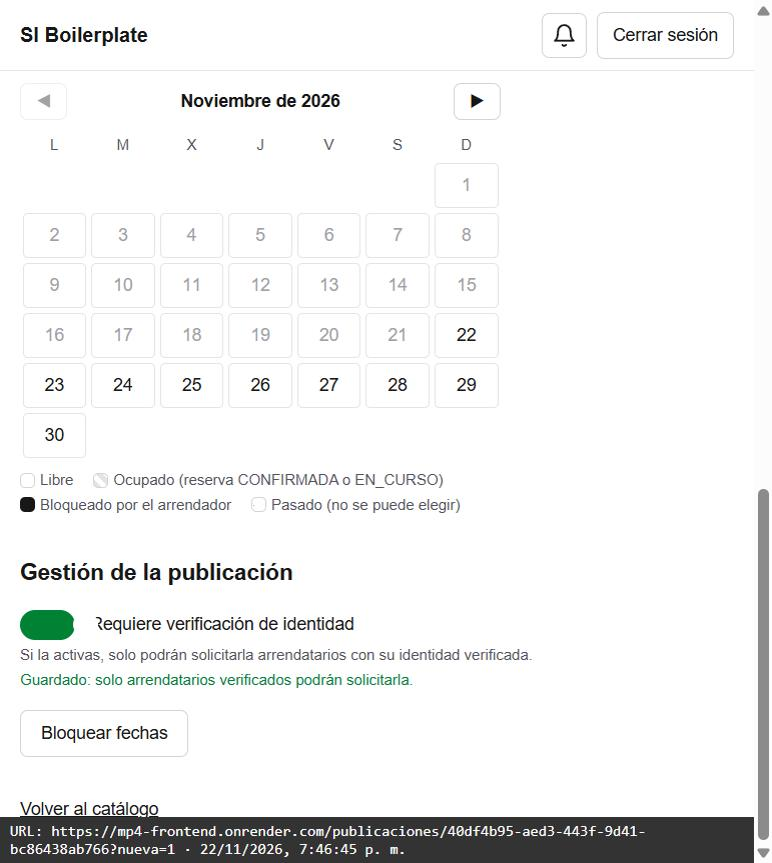 SI Boilerplate
Cerrar sesión
◀ Noviembre de 2026 ▶
L M X J V S D
1
2 3 4 5 6 7 8
9 10 11 12 13 14 15
16 17 18 19 20 21 22
23 24 25 26 27 28 29
30
Libre Ocupado (reserva CONFIRMADA o EN_CURSO)
Bloqueado por el arrendador Pasado (no se puede elegir)
Gestión de la publicación
Requiere verificación de identidad
Si la activas, solo podrán solicitarla arrendatarios con su identidad verificada.
Guardado: solo arrendatarios verificados podrán solicitarla.
Bloquear fechas
Volver al catálogo
URL: https://mp4-frontend.onrender.com/publicaciones/40df4b95-aed3-443f-9d41-
bc86438ab766?nueva=1 · 22/11/2026, 7:46:45 p. m.